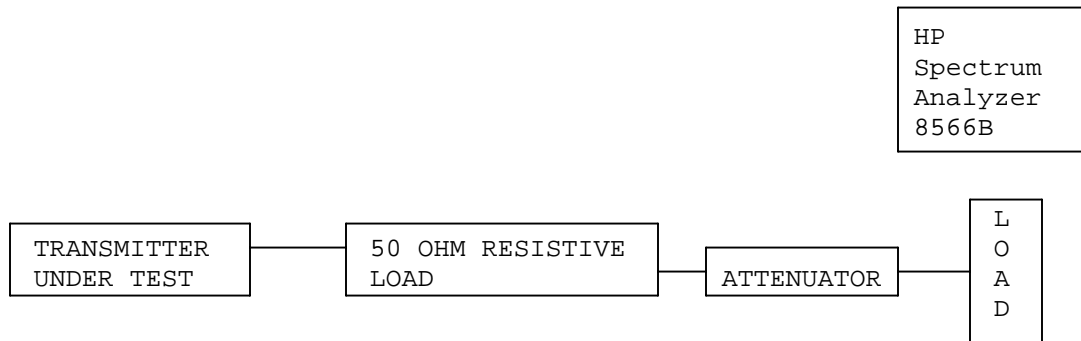 HP
Spectrum
Analyzer
8566B
TRANSMITTER
UNDER TEST
50 OHM RESISTIVE
LOAD
ATTENUATOR
L
O
A
D